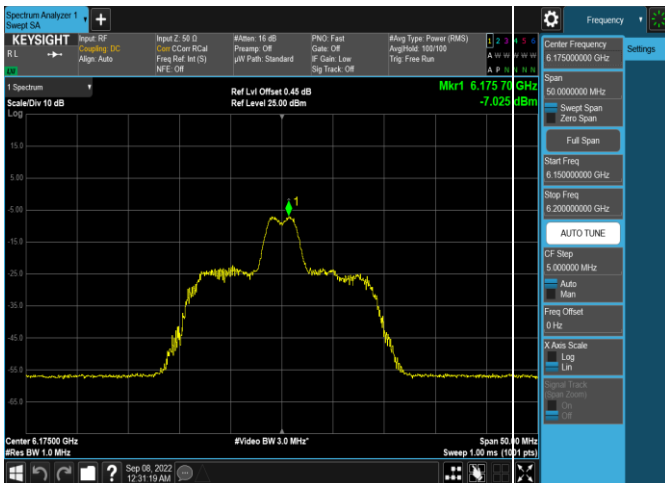 Spectrum Analyzer 1
Swept SA
+
Frequency
KEYSIGHT
R L
LXI
Input: RF
Coupling: DC
Align: Auto
Input Z: 50 Ω
Corr CCorr RCal
Freq Ref: Int (S)
NFE: Off
#Atten: 16 dB
Preamp: Off
µW Path: Standard
PNO: Fast
Gate: Off
IF Gain: Low
Sig Track: Off
#Avg Type: Power (RMS)
Avg|Hold: 100/100
Trig: Free Run
1 2 3 4 5 6
A W W W W W
A P N N N N
1 Spectrum
Scale/Div 10 dB
Log
Ref Lvl Offset 0.45 dB
Ref Level 25.00 dBm
Mkr1 6.175 70 GHz
-7.025 dBm
15.0
5.00
-5.00
-15.0
-25.0
-35.0
-45.0
-55.0
-65.0
1
Center 6.17500 GHz
#Res BW 1.0 MHz
#Video BW 3.0 MHz*
Span 50.00 MHz
Sweep 1.00 ms (1001 pts)
Sep 08, 2022
12:31:19 AM
?
Center Frequency
6.175000000 GHz
Span
50.0000000 MHz
Swept Span
Zero Span
Full Span
Start Freq
6.150000000 GHz
Stop Freq
6.200000000 GHz
AUTO TUNE
CF Step
5.000000 MHz
Auto
Man
Freq Offset
0 Hz
X Axis Scale
Log
Lin
Signal Track
(Span Zoom)
On
Off
Settings